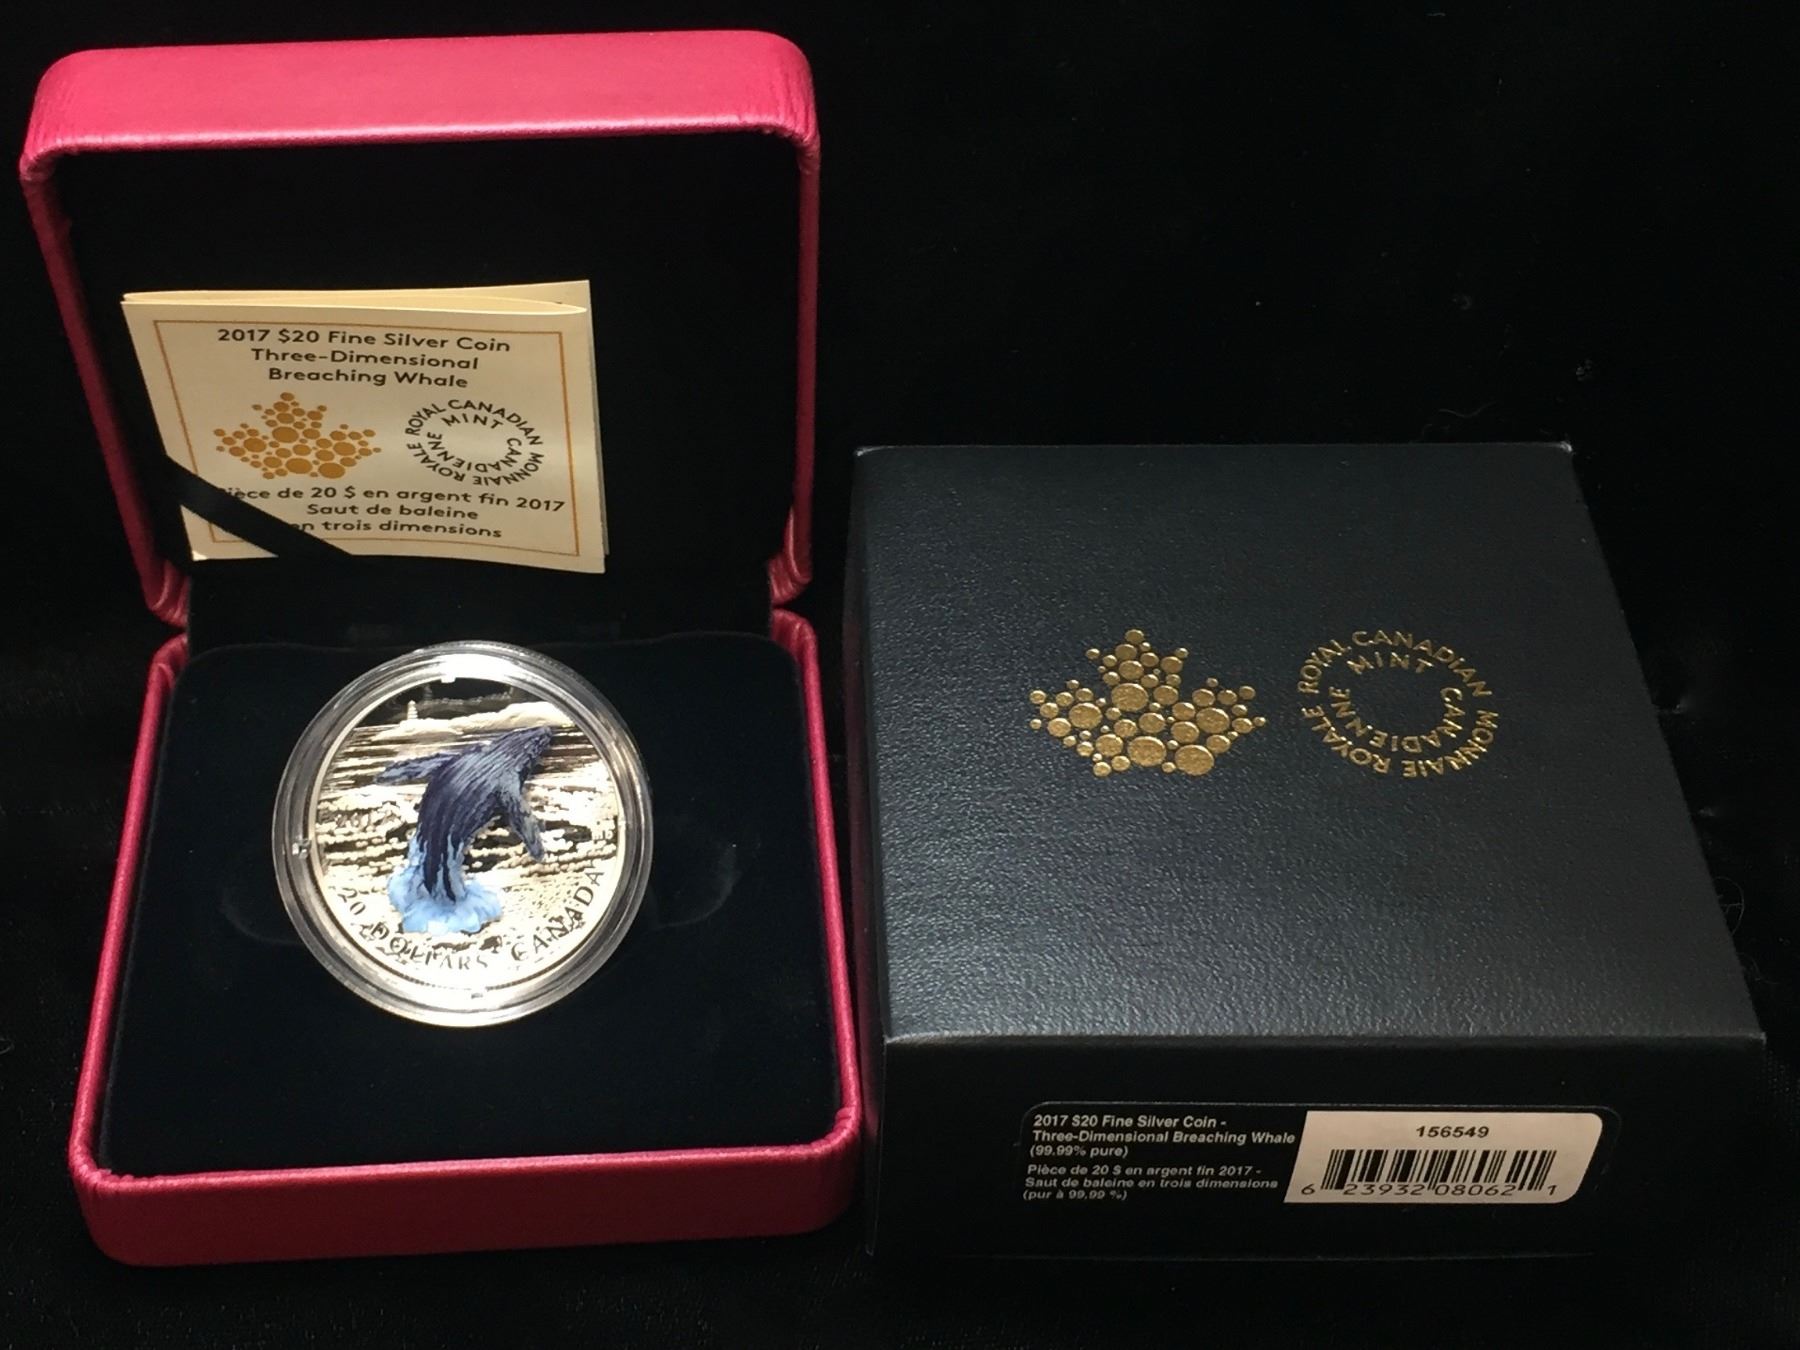 2017 $20 Fine Silver Coin
Three-Dimensional
Breaching Whale
ROYAL CANADIAN MINT
MONNAIE ROYALE CANADIENNE
Pièce de 20 $ en argent fin 2017
Saut de baleine
en trois dimensions
2017
20 DOLLARS CANADA
ROYAL CANADIAN MINT
MONNAIE ROYALE CANADIENNE
2017 $20 Fine Silver Coin -
Three-Dimensional Breaching Whale
(99.99% pure)
Pièce de 20 $ en argent fin 2017 -
Saut de baleine en trois dimensions
(pur à 99,99 %)
156549
6 23932 08062 1